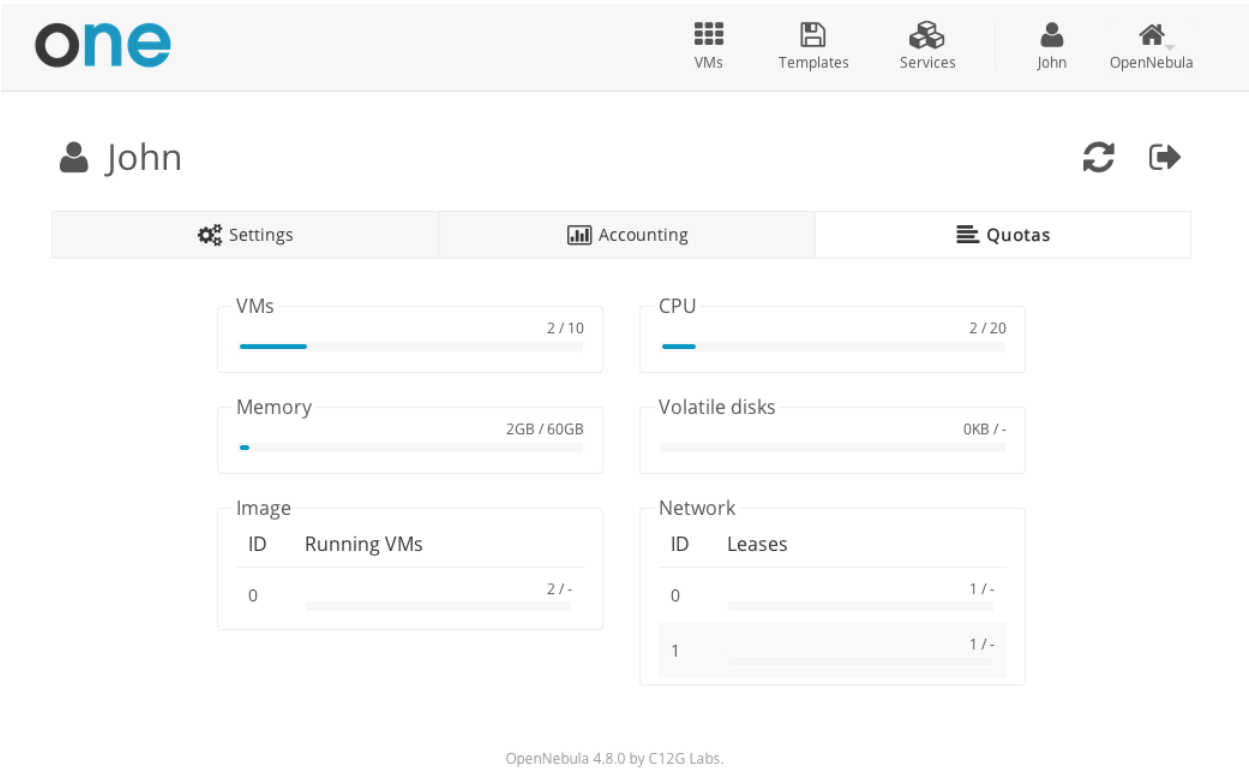 one
VMs Templates Services John OpenNebula
John
Settings Accounting Quotas
VMs
2 / 10
CPU
2 / 20
Memory
2GB / 60GB
Volatile disks
0KB / -
Image
ID Running VMs
0 2 / -
Network
ID Leases
0 1 / -
1 1 / -
OpenNebula 4.8.0 by C12G Labs.